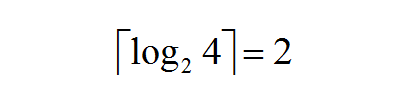 ⌈log₂ 4⌉ = 2